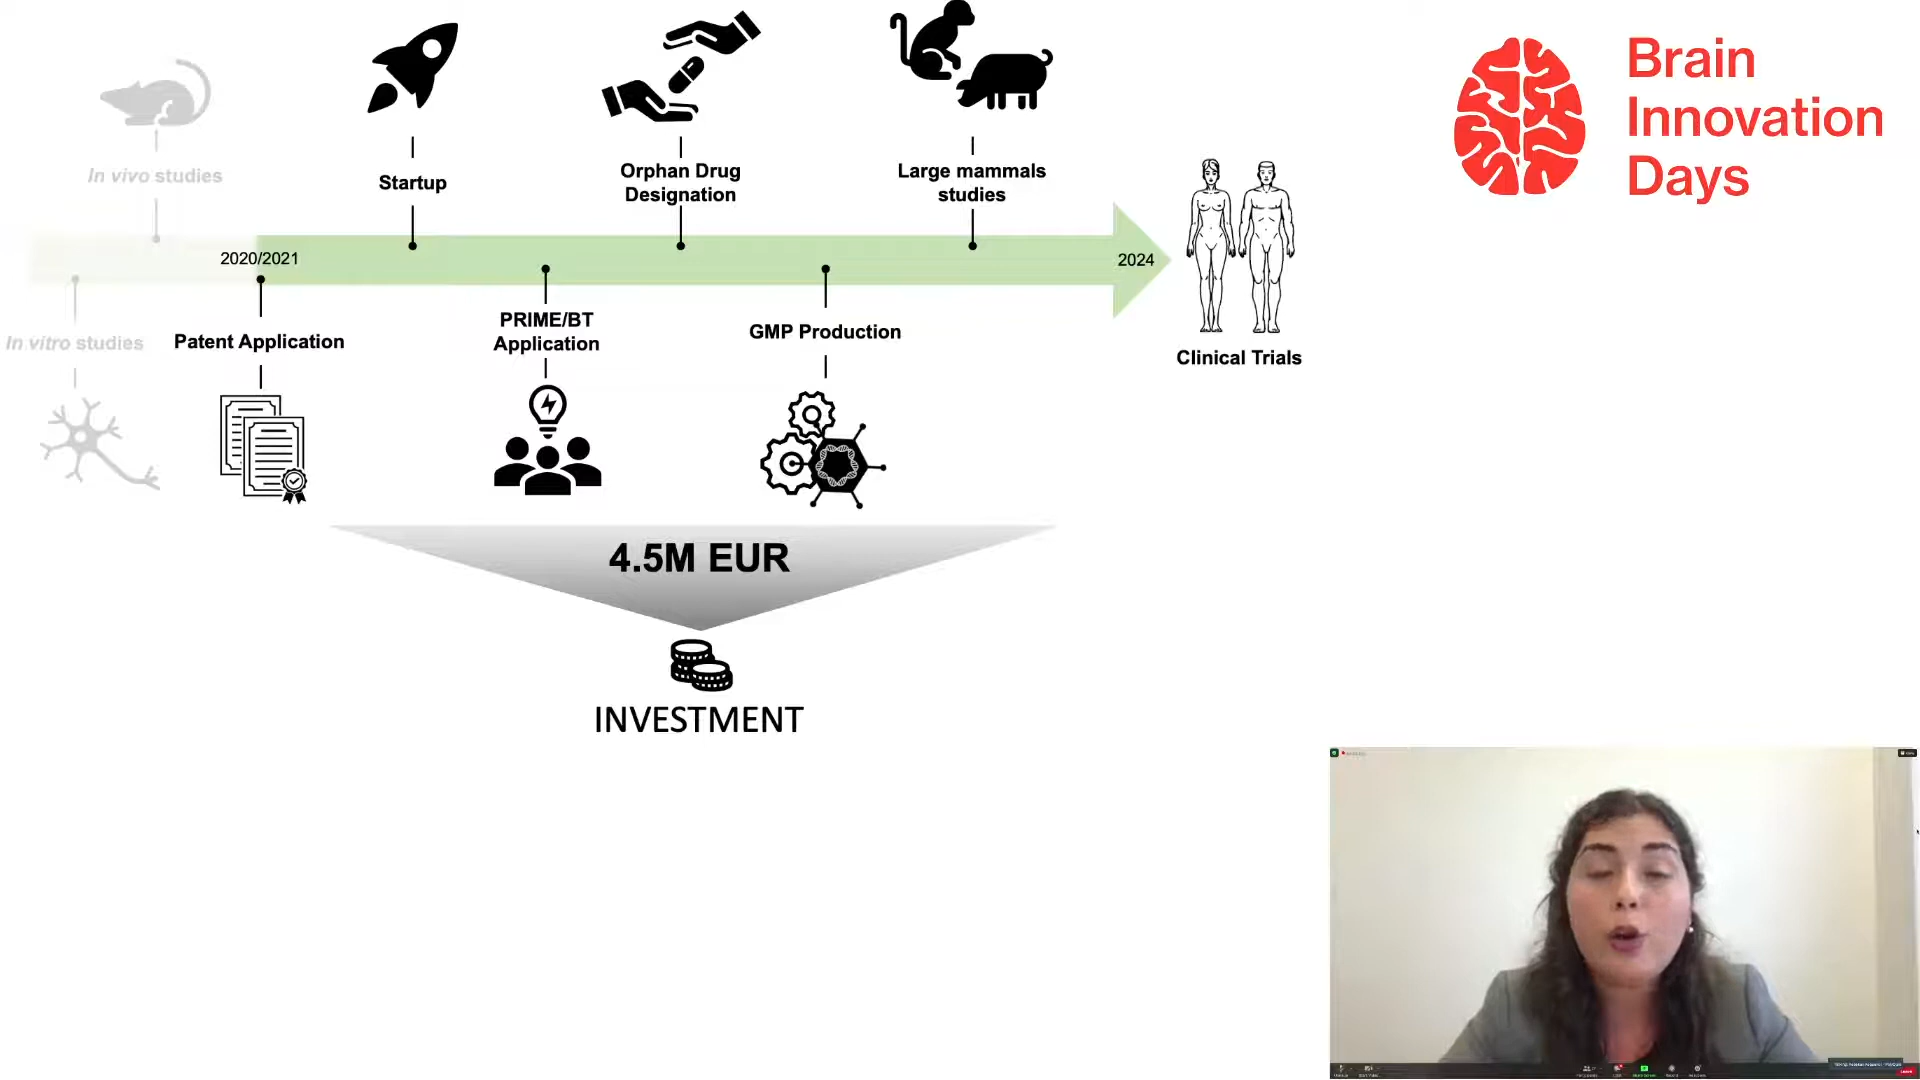 Brain
Innovation
Days
In vivo studies
Startup
Orphan Drug
Designation
Large mammals
studies
2020/2021
2024
In vitro studies
Patent Application
PRIME/BT
Application
GMP Production
Clinical Trials
4.5M EUR
INVESTMENT